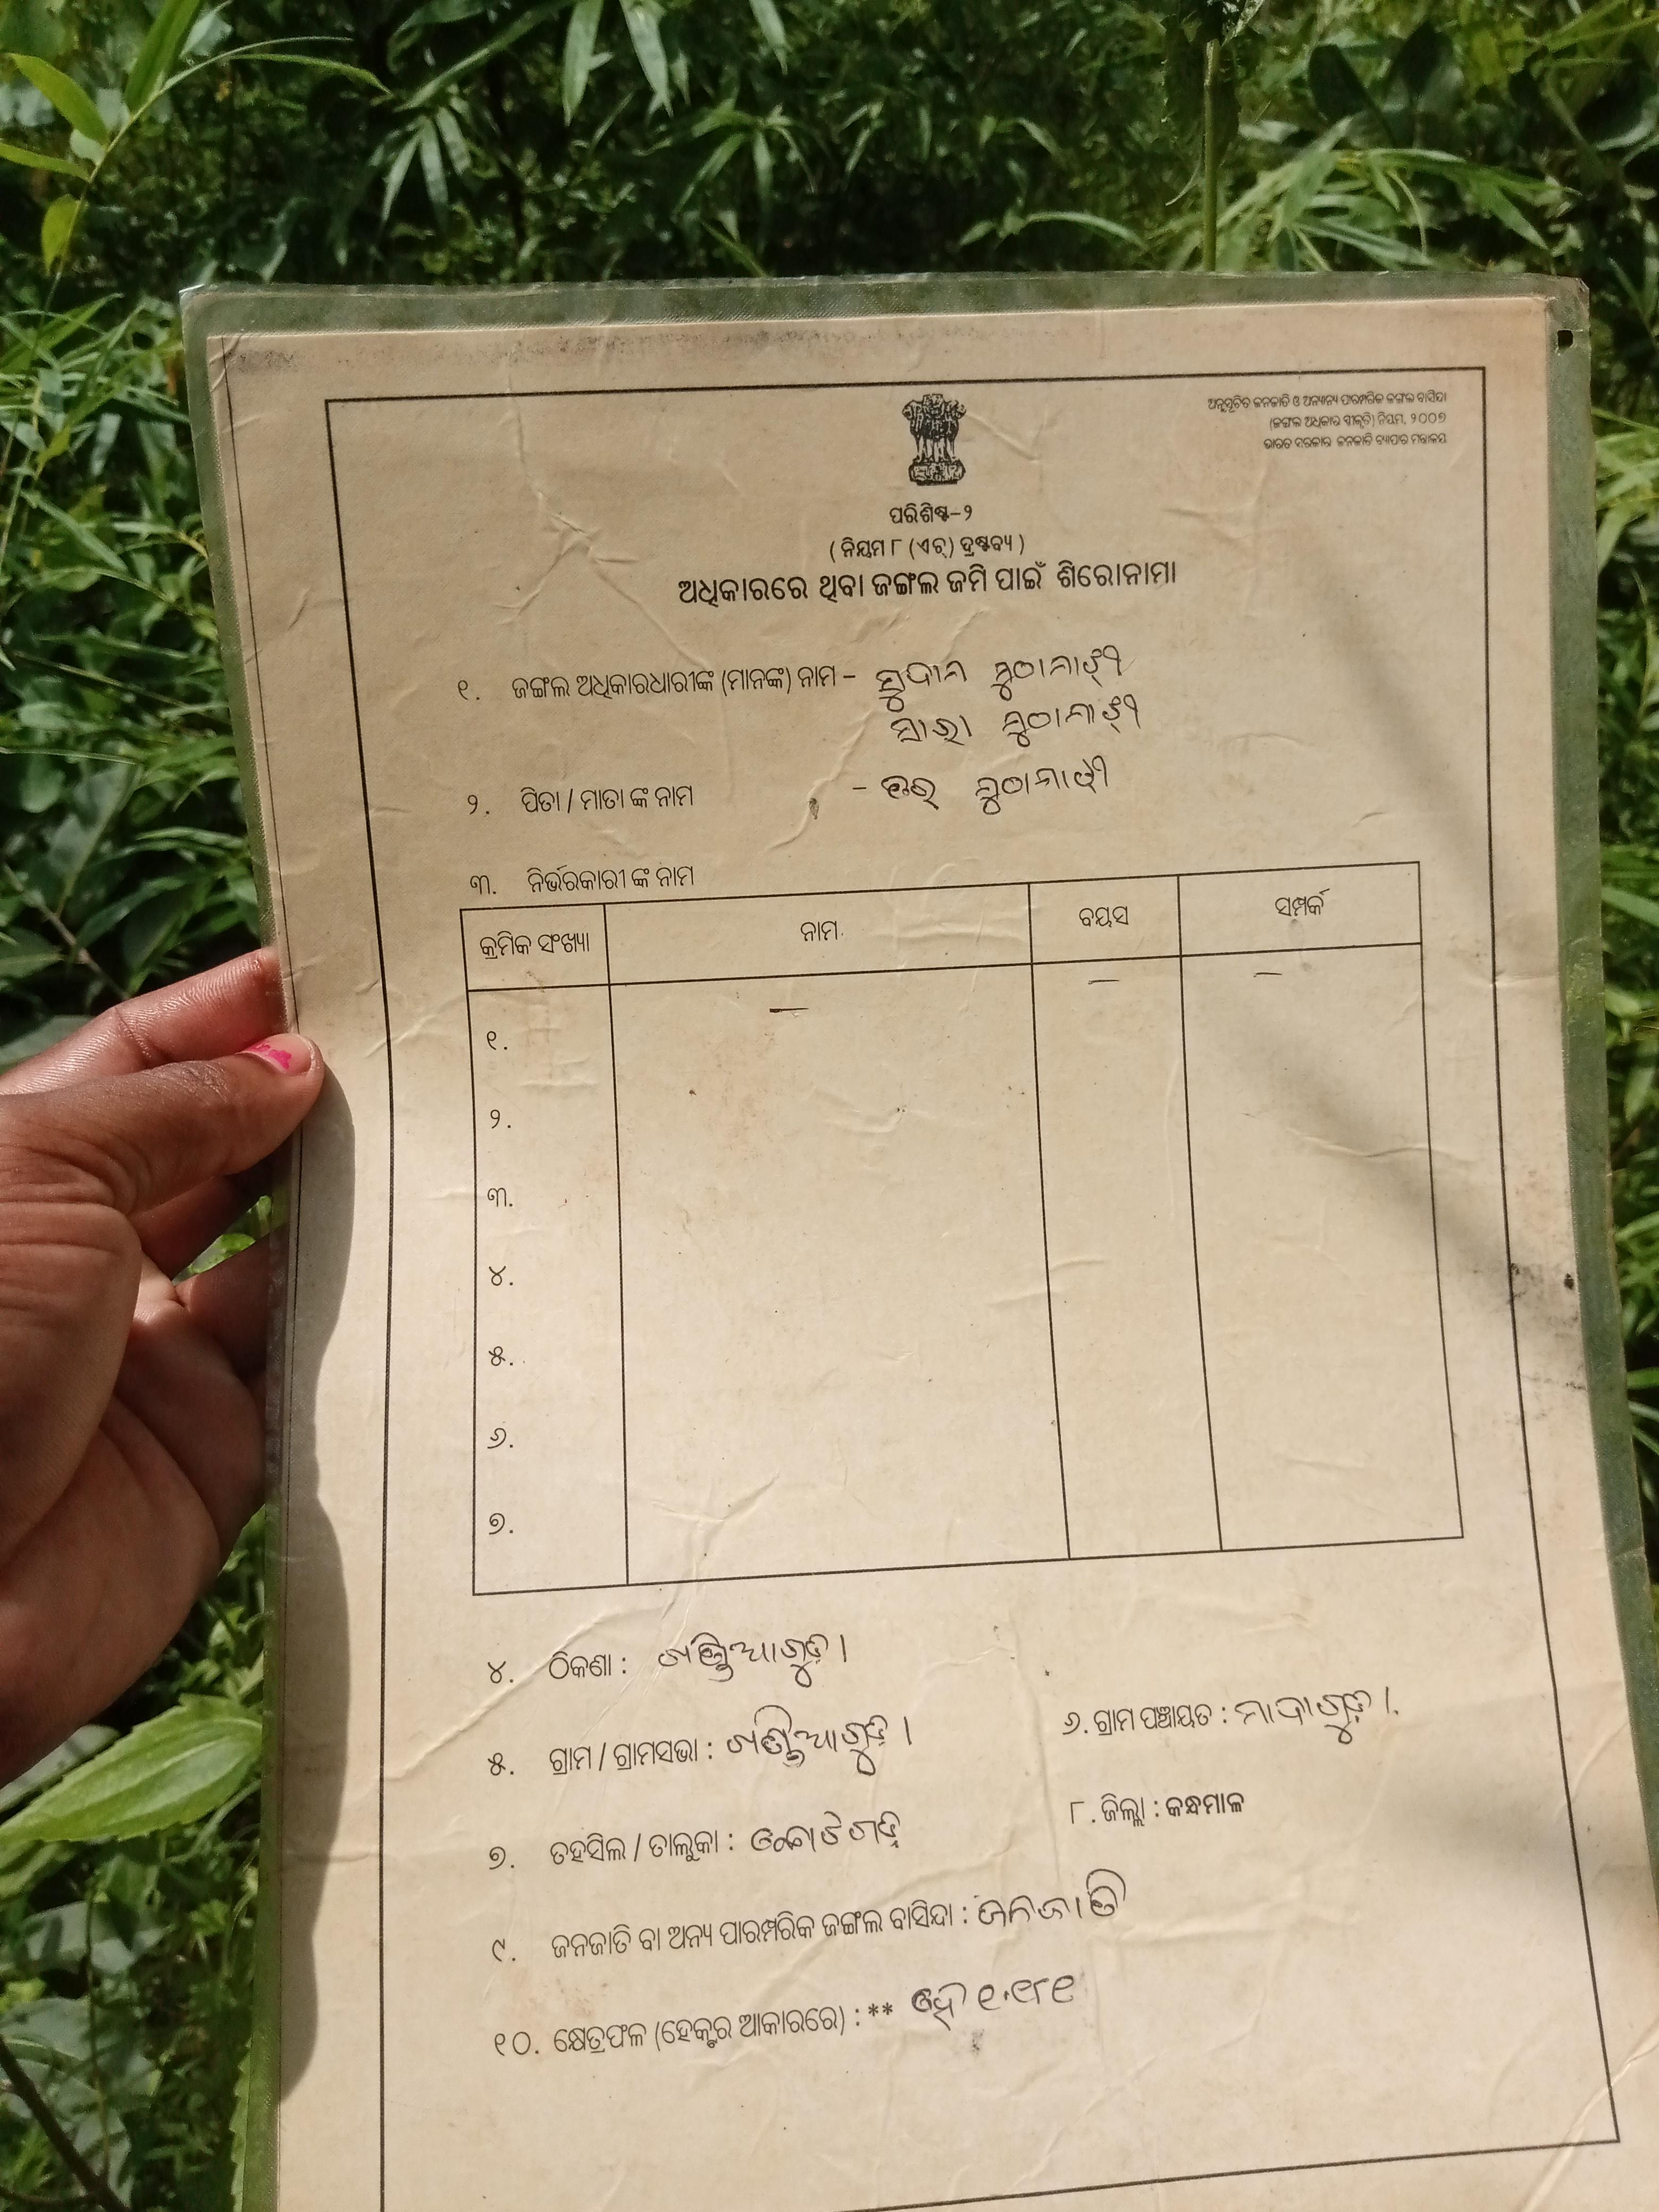 ଅନୁସୂଚିତ ଜନଜାତି ଓ ଅନ୍ୟାନ୍ୟ ପାରମ୍ପରିକ ଜଙ୍ଗଲ ବାସିନ୍ଦା
(ଜଙ୍ଗଲ ଅଧିକାର ସ୍ୱୀକୃତି) ନିୟମ, ୨୦୦୭
ଭାରତ ସରକାର ଜନଜାତି ବ୍ୟାପାର ମନ୍ତ୍ରାଳୟ
ପରିଶିଷ୍ଟ-୨
( ନିୟମ ୮ (ଏଚ୍) ଦ୍ରଷ୍ଟବ୍ୟ )
ଅଧିକାରରେ ଥିବା ଜଙ୍ଗଲ ଜମି ପାଇଁ ଶିରୋନାମା
୧. ଜଙ୍ଗଲ ଅଧିକାରଧାରୀଙ୍କ (ମାନଙ୍କ) ନାମ -
୨. ପିତା / ମାତା ଙ୍କ ନାମ -
୩. ନିର୍ଭରକାରୀ ଙ୍କ ନାମ
କ୍ରମିକ ସଂଖ୍ୟା ନାମ ବୟସ ସମ୍ପର୍କ
୧. — — —
୨.
୩.
୪.
୫.
୬.
୭.
୪. ଠିକଣା :
୫. ଗ୍ରାମ / ଗ୍ରାମସଭା :
୬. ଗ୍ରାମ ପଞ୍ଚାୟତ :
୭. ତହସିଲ / ତାଲୁକା :
୮. ଜିଲ୍ଲା : କନ୍ଧମାଳ
୯. ଜନଜାତି ବା ଅନ୍ୟ ପାରମ୍ପରିକ ଜଙ୍ଗଲ ବାସିନ୍ଦା : ଜନଜାତି
୧୦. କ୍ଷେତ୍ରଫଳ (ହେକ୍ଟର ଆକାରରେ) : ** ୧.୧୮୧